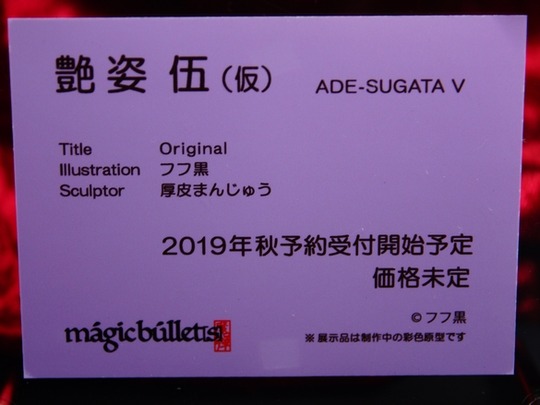 艶姿 伍（仮） ADE-SUGATA V
Title Original
Illustration フフ黒
Sculptor 厚皮まんじゅう
2019年秋予約受付開始予定
価格未定
©フフ黒
mágicbúllet[s]
※展示品は制作中の彩色原型です